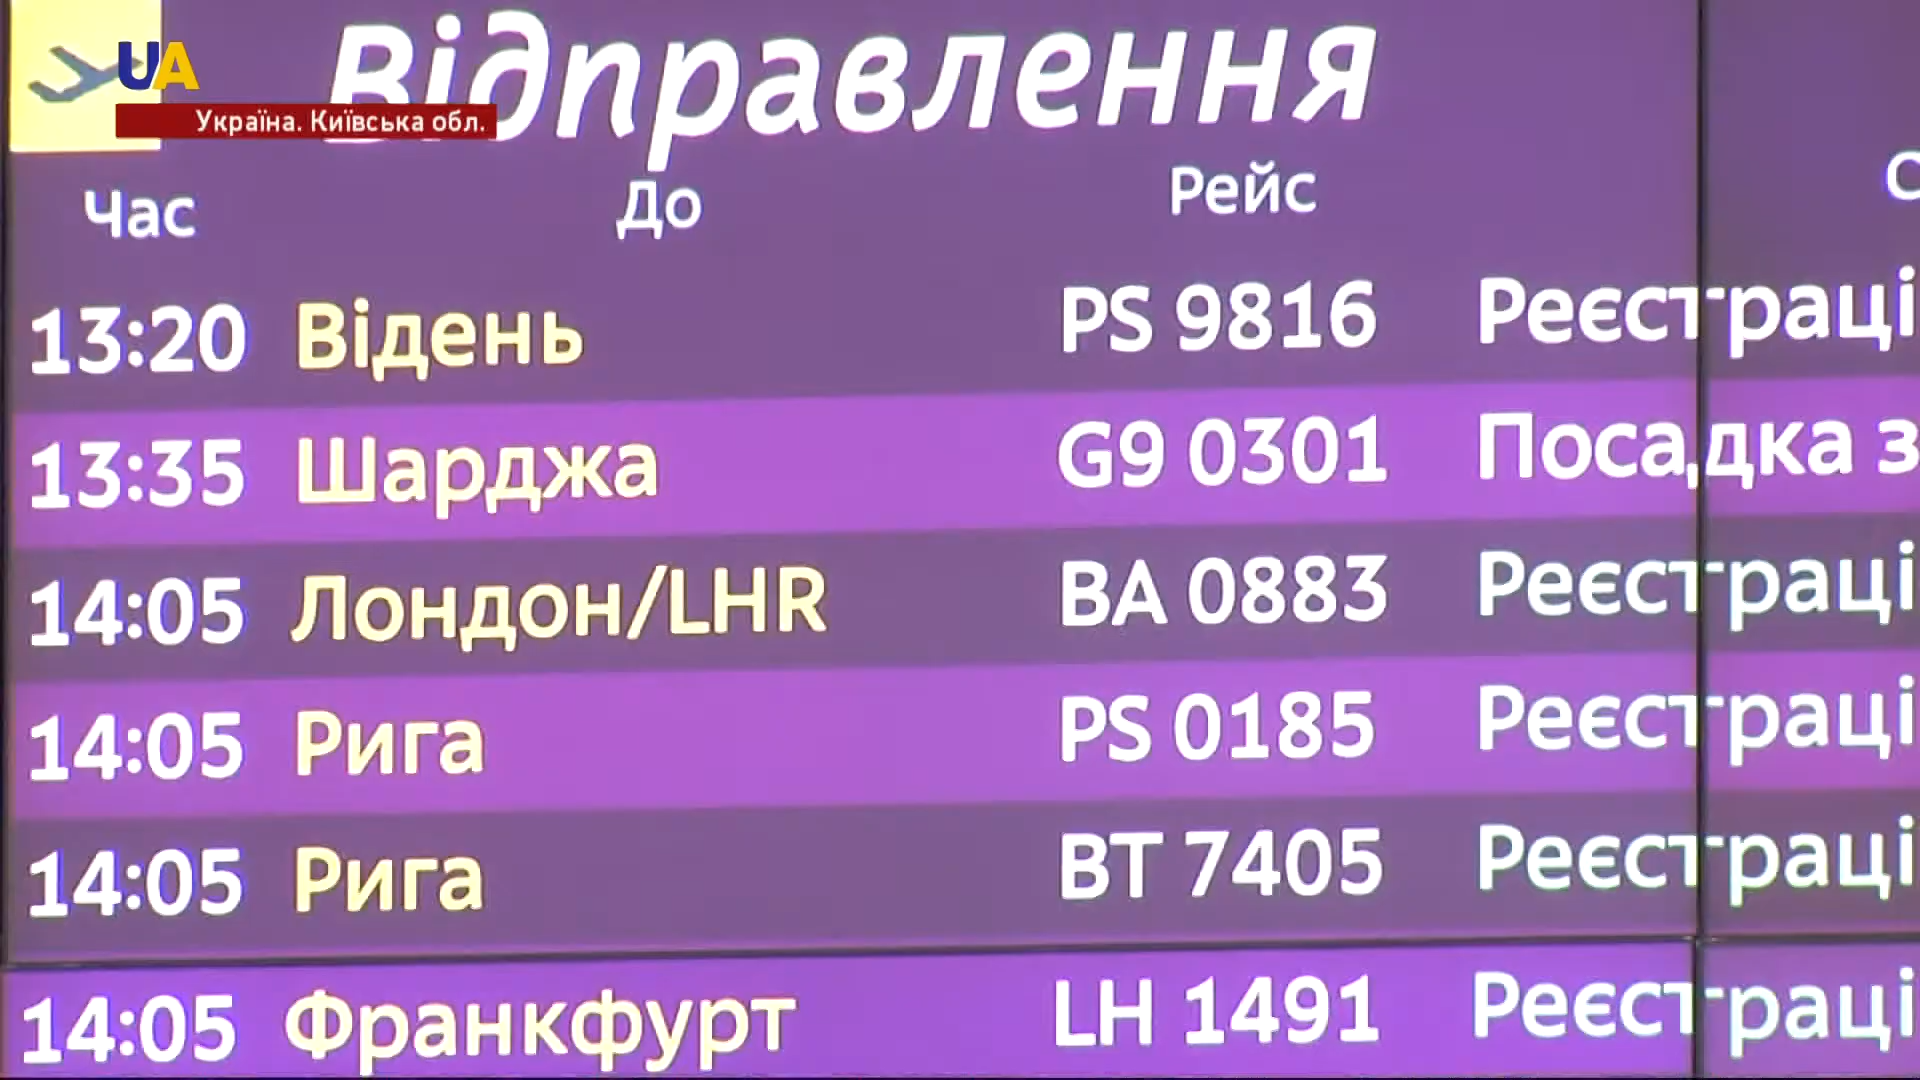 UA
Україна. Київська обл.
Відправлення
Час До Рейс
13:20 Відень PS 9816 Реєстраці
13:35 Шарджа G9 0301 Посадка з
14:05 Лондон/LHR BA 0883 Реєстраці
14:05 Рига PS 0185 Реєстраці
14:05 Рига BT 7405 Реєстраці
14:05 Франкфурт LH 1491 Реєстраці